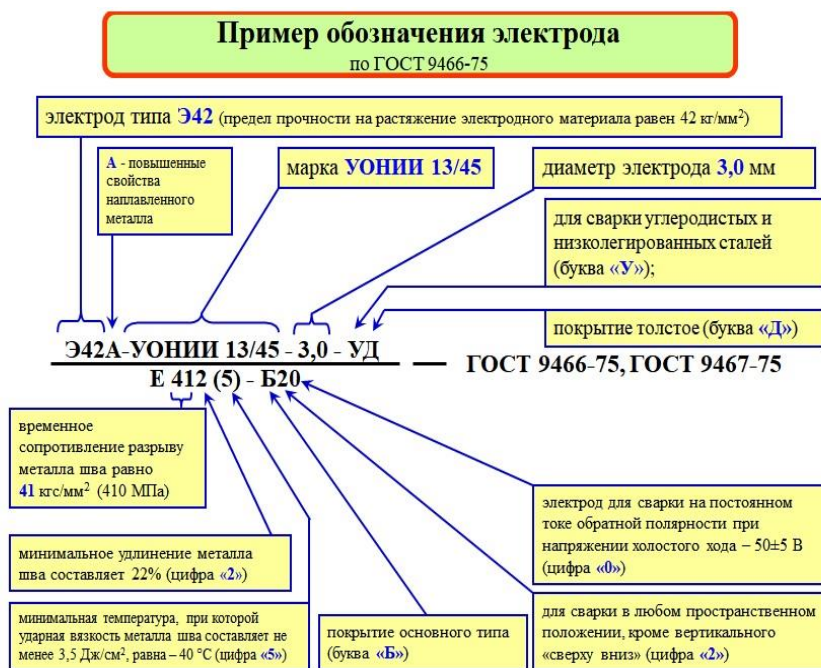 Пример обозначения электрода
по ГОСТ 9466-75
электрод типа Э42 (предел прочности на растяжение электродного материала равен 42 кг/мм²)
А - повышенные
свойства
наплавленного
металла
марка УОНИИ 13/45
диаметр электрода 3,0 мм
для сварки углеродистых и
низколегированных сталей
(буква «У»);
покрытие толстое (буква «Д»)
Э42А-УОНИИ 13/45 - 3,0 - УД
Е 412 (5) - Б20
— ГОСТ 9466-75, ГОСТ 9467-75
временное
сопротивление разрыву
металла шва равно
41 кгс/мм² (410 МПа)
минимальное удлинение металла
шва составляет 22% (цифра «2»)
минимальная температура, при которой
ударная вязкость металла шва составляет не
менее 3,5 Дж/см², равна – 40 °С (цифра «5»)
покрытие основного типа
(буква «Б»)
электрод для сварки на постоянном
токе обратной полярности при
напряжении холостого хода – 50±5 В
(цифра «0»)
для сварки в любом пространственном
положении, кроме вертикального
«сверху вниз» (цифра «2»)